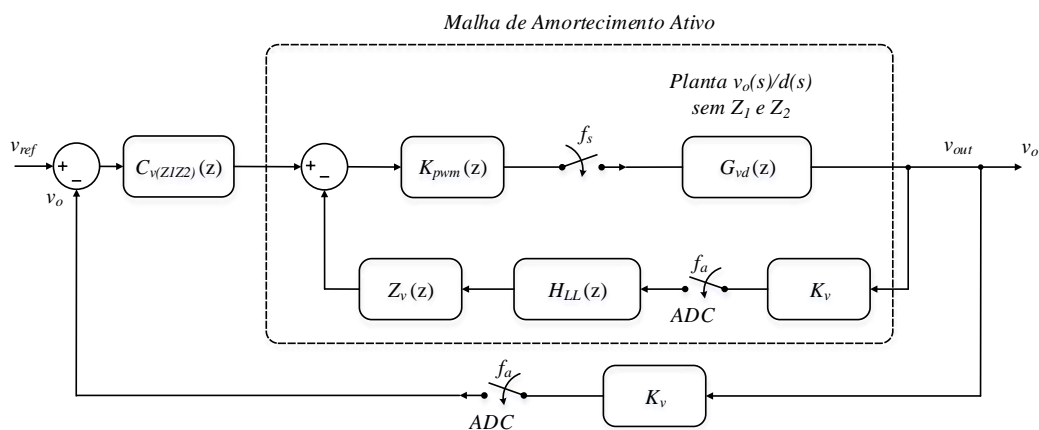 Malha de Amortecimento Ativo
Planta v_o(s)/d(s)
sem Z_1 e Z_2
v_ref
+
−
v_o
C_v(Z1Z2)(z)
+
−
K_pwm(z)
f_s
G_vd(z)
v_out
v_o
Z_v(z)
H_LL(z)
f_a
ADC
K_v
f_a
ADC
K_v